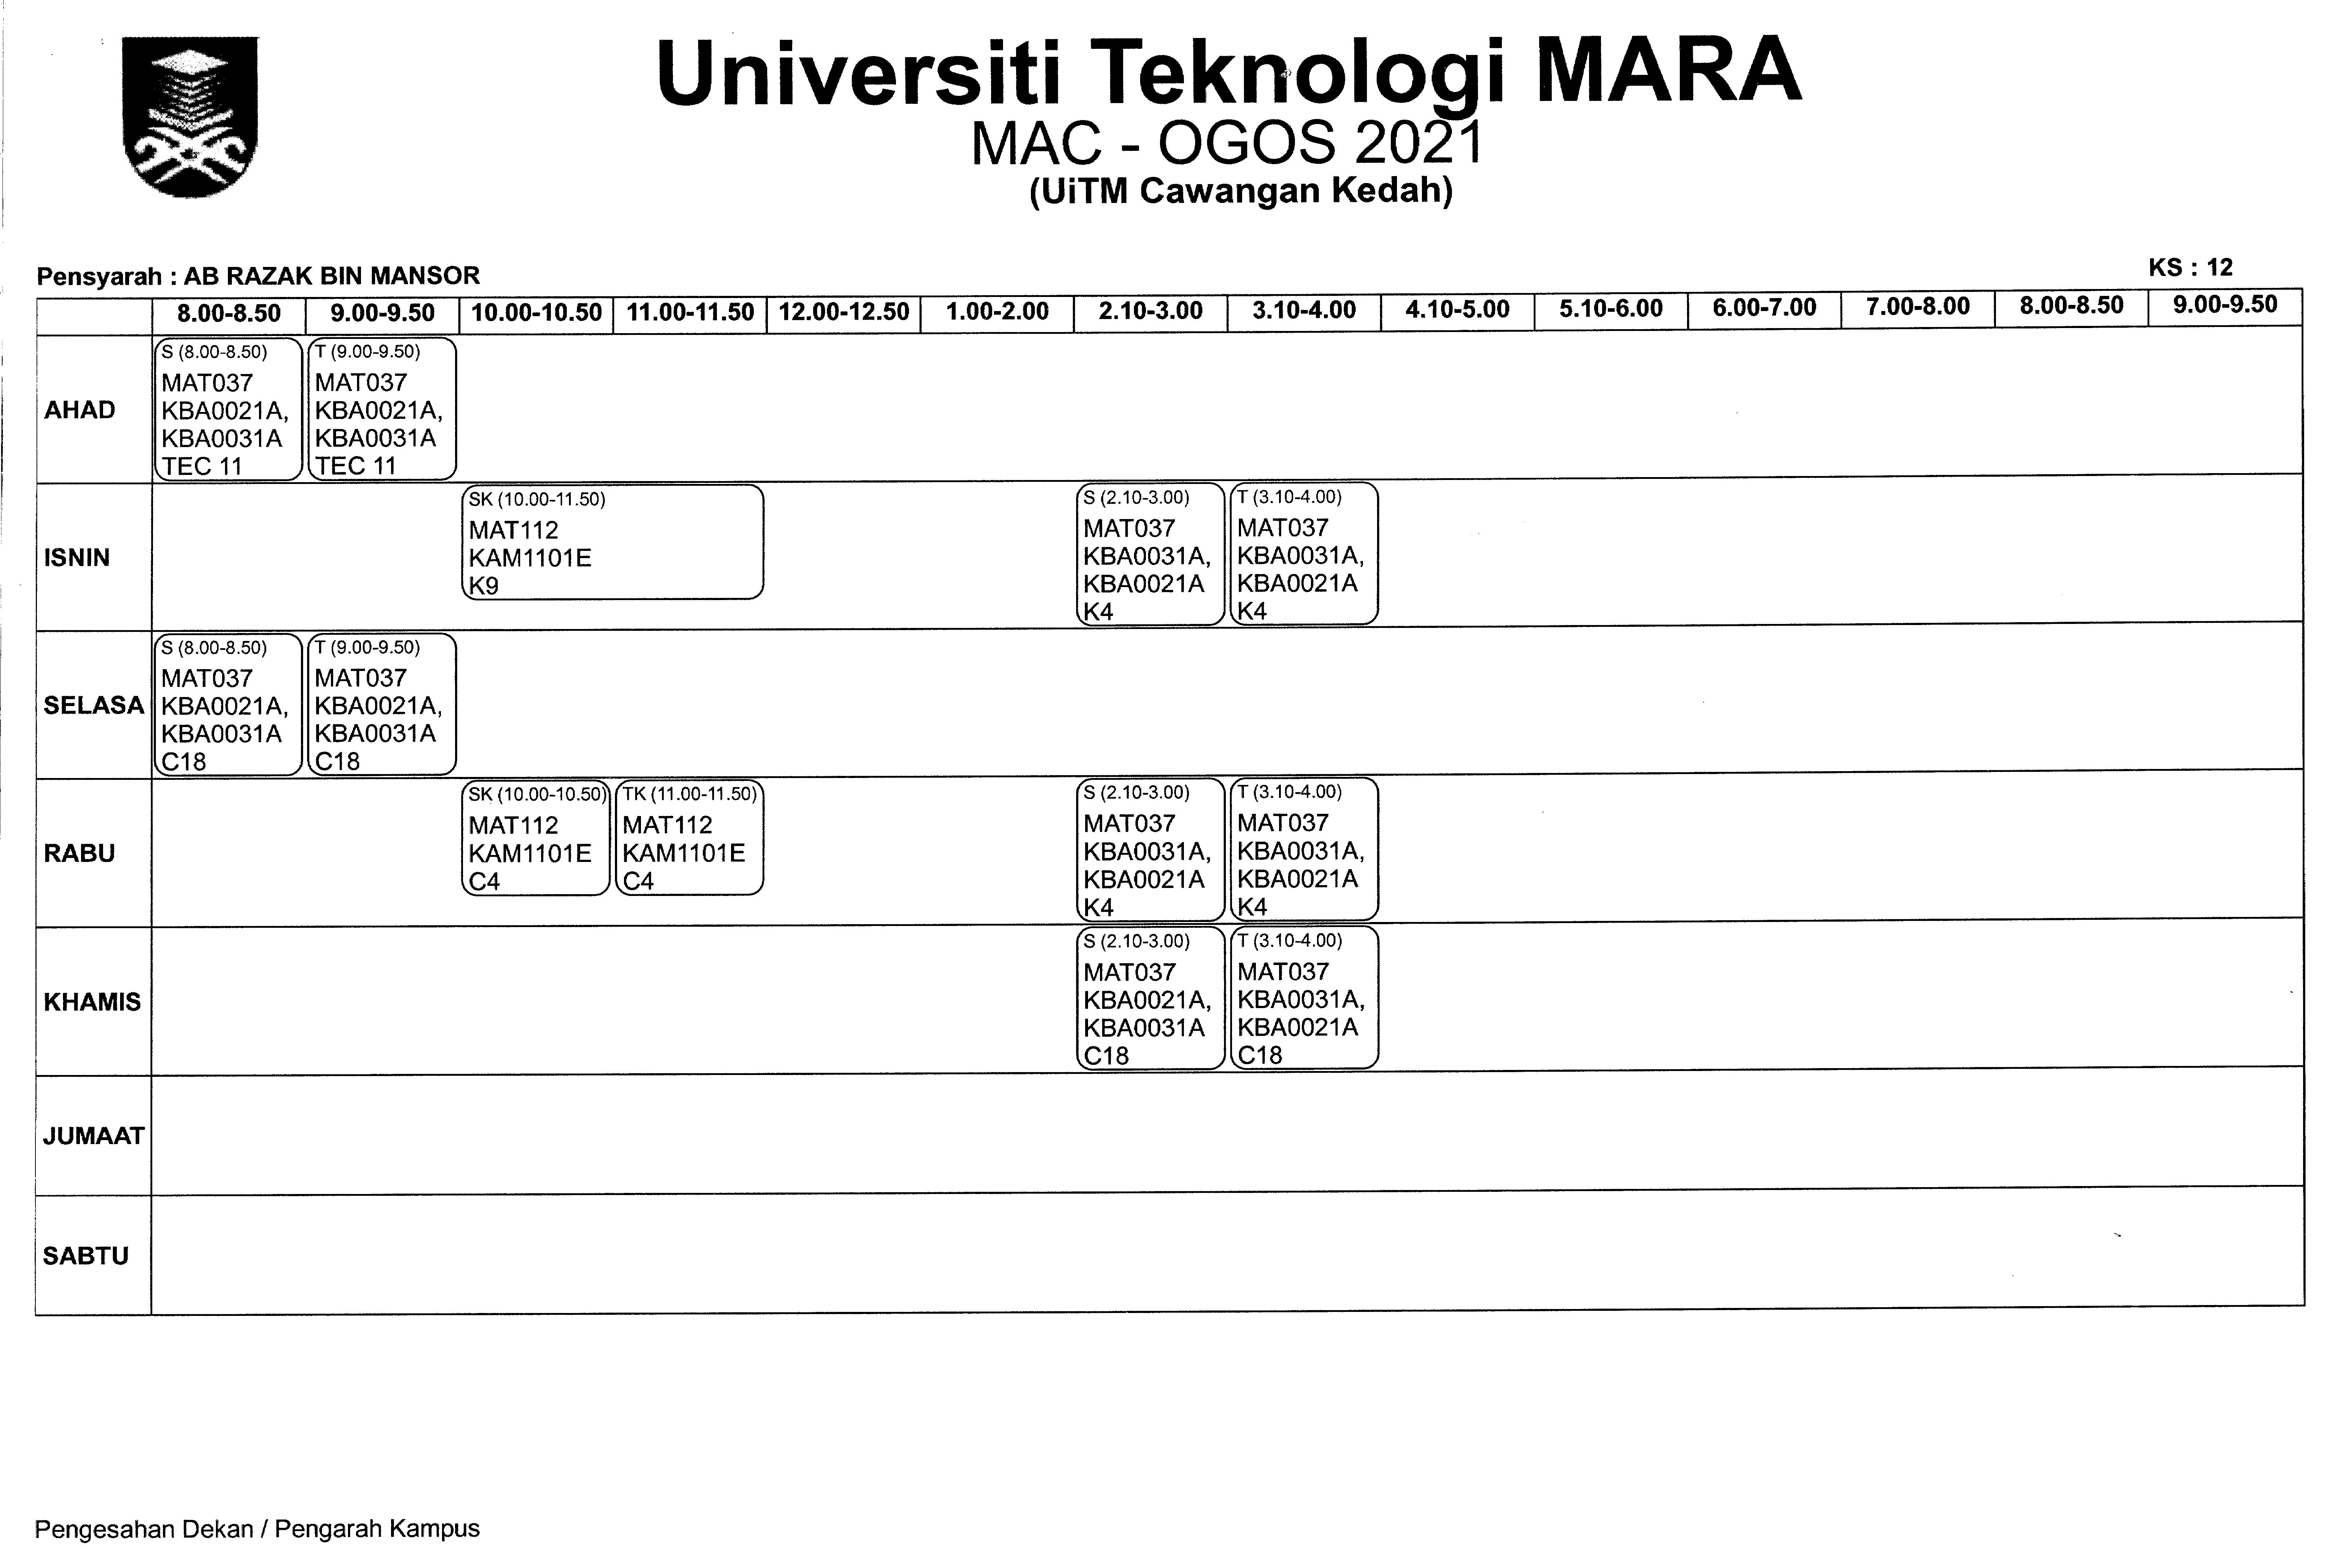 Universiti Teknologi MARA
MAC - OGOS 2021
(UiTM Cawangan Kedah)
Pensyarah : AB RAZAK BIN MANSOR
KS : 12
8.00-8.50 9.00-9.50 10.00-10.50 11.00-11.50 12.00-12.50 1.00-2.00 2.10-3.00 3.10-4.00 4.10-5.00 5.10-6.00 6.00-7.00 7.00-8.00 8.00-8.50 9.00-9.50
AHAD
S (8.00-8.50)
MAT037
KBA0021A,
KBA0031A
TEC 11
T (9.00-9.50)
MAT037
KBA0021A,
KBA0031A
TEC 11
ISNIN
SK (10.00-11.50)
MAT112
KAM1101E
K9
S (2.10-3.00)
MAT037
KBA0031A,
KBA0021A
K4
T (3.10-4.00)
MAT037
KBA0031A,
KBA0021A
K4
SELASA
S (8.00-8.50)
MAT037
KBA0021A,
KBA0031A
C18
T (9.00-9.50)
MAT037
KBA0021A,
KBA0031A
C18
RABU
SK (10.00-10.50)
MAT112
KAM1101E
C4
TK (11.00-11.50)
MAT112
KAM1101E
C4
S (2.10-3.00)
MAT037
KBA0031A,
KBA0021A
K4
T (3.10-4.00)
MAT037
KBA0031A,
KBA0021A
K4
KHAMIS
S (2.10-3.00)
MAT037
KBA0021A,
KBA0031A
C18
T (3.10-4.00)
MAT037
KBA0031A,
KBA0021A
C18
JUMAAT
SABTU
Pengesahan Dekan / Pengarah Kampus